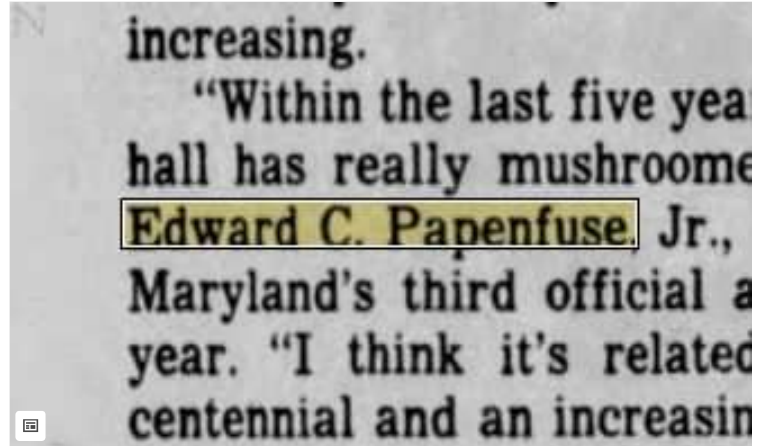 increasing.
“Within the last five yea
hall has really mushroome
Edward C. Papenfuse, Jr.,
Maryland's third official a
year. “I think it's related
centennial and an increasin